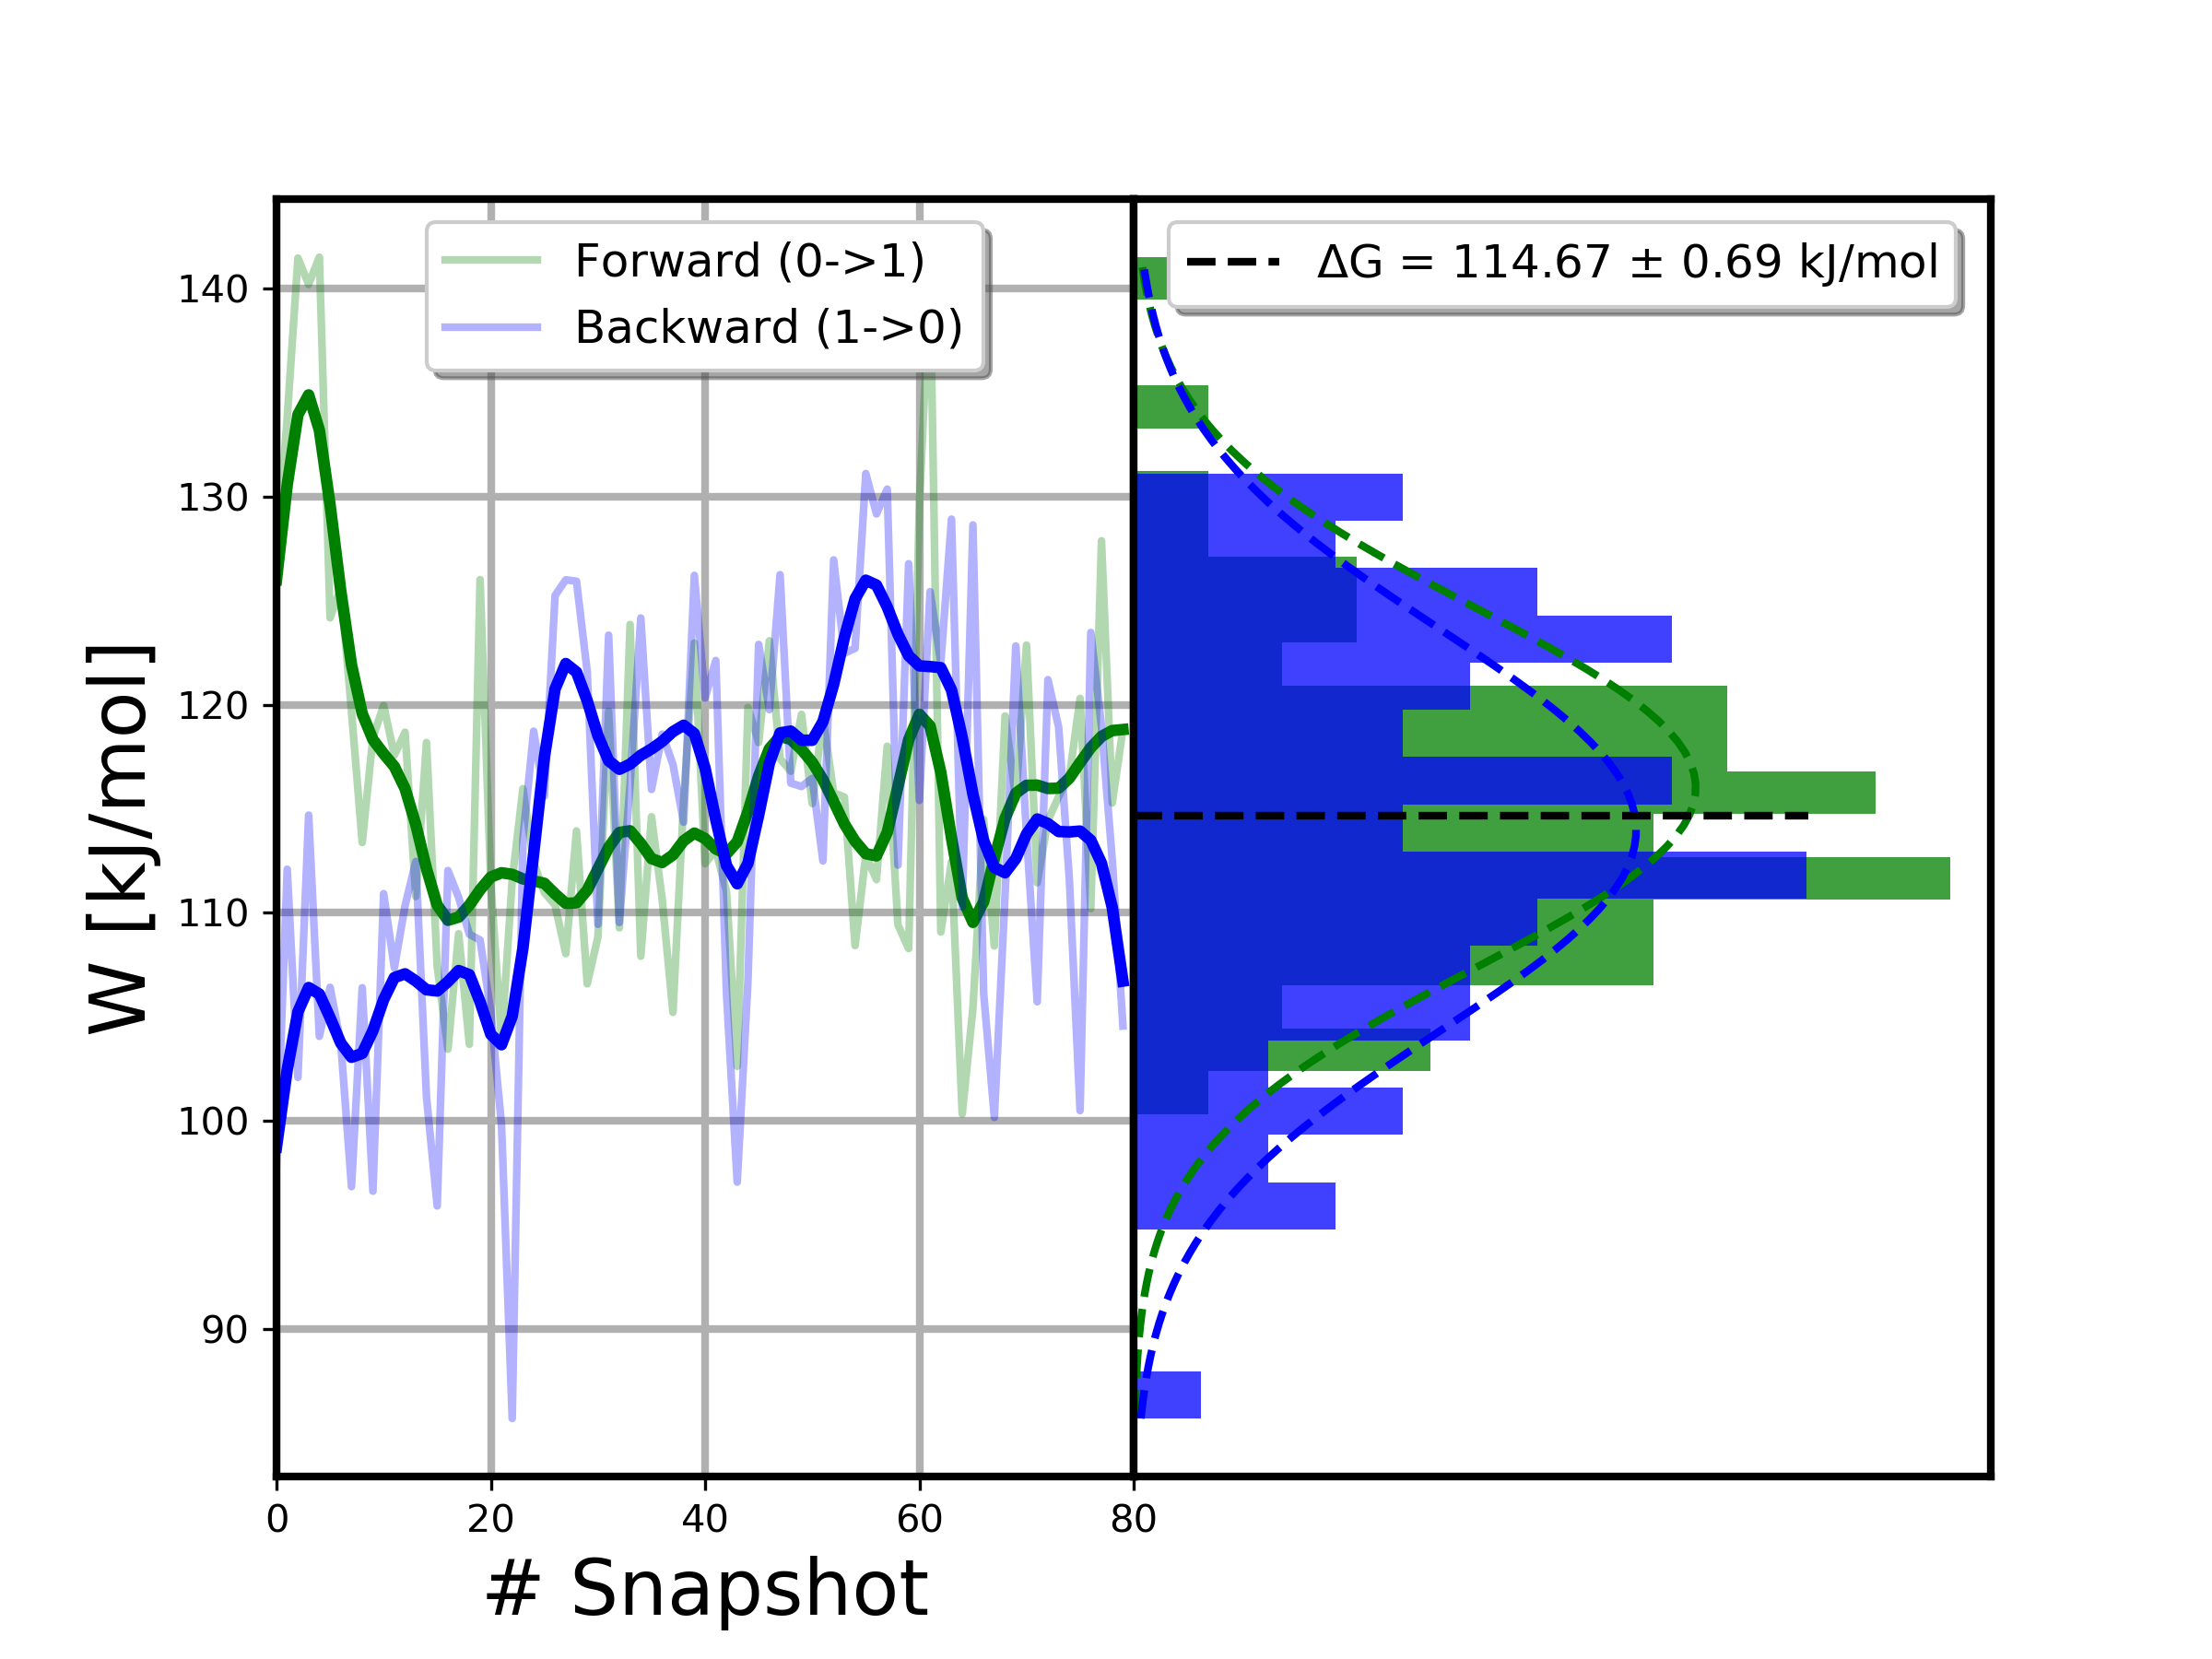 Forward (0->1)
Backward (1->0)
ΔG = 114.67 ± 0.69 kJ/mol
W [kJ/mol]
140
130
120
110
100
90
0 20 40 60 80
# Snapshot